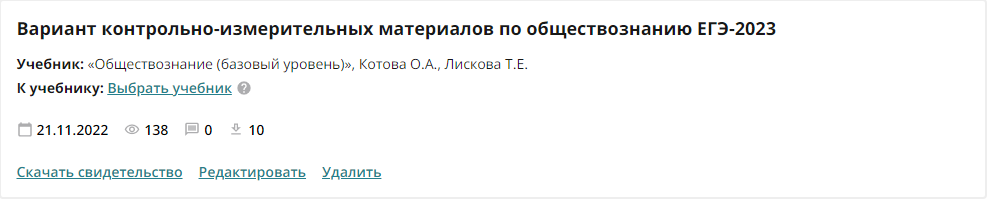 Вариант контрольно-измерительных материалов по обществознанию ЕГЭ-2023
Учебник: «Обществознание (базовый уровень)», Котова О.А., Лискова Т.Е.
К учебнику: Выбрать учебник ?
21.11.2022 138 0 10
Скачать свидетельство Редактировать Удалить